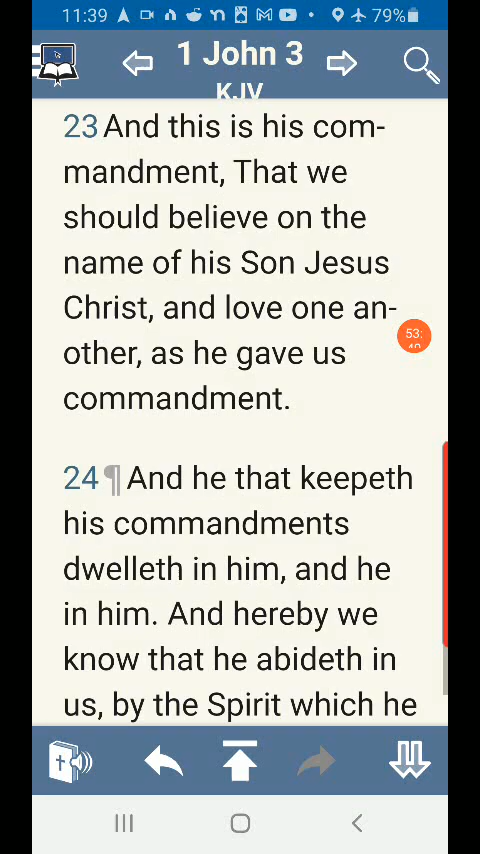 11:39 79%
1 John 3
KJV
23 And this is his com-
mandment, That we
should believe on the
name of his Son Jesus
Christ, and love one an-
other, as he gave us
commandment.
53:
24 ¶ And he that keepeth
his commandments
dwelleth in him, and he
in him. And hereby we
know that he abideth in
us, by the Spirit which he